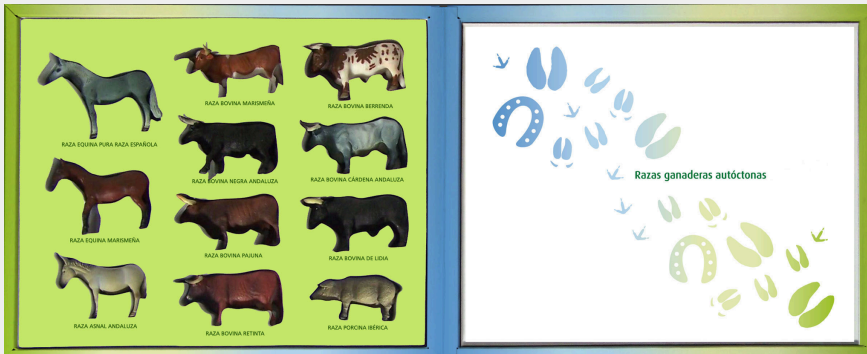 RAZA EQUINA PURA RAZA ESPAÑOLA
RAZA EQUINA MARISMEÑA
RAZA ASNAL ANDALUZA
RAZA BOVINA MARISMEÑA
RAZA BOVINA NEGRA ANDALUZA
RAZA BOVINA PAJUNA
RAZA BOVINA RETINTA
RAZA BOVINA BERRENDA
RAZA BOVINA CÁRDENA ANDALUZA
RAZA BOVINA DE LIDIA
RAZA PORCINA IBÉRICA
Razas ganaderas autóctonas